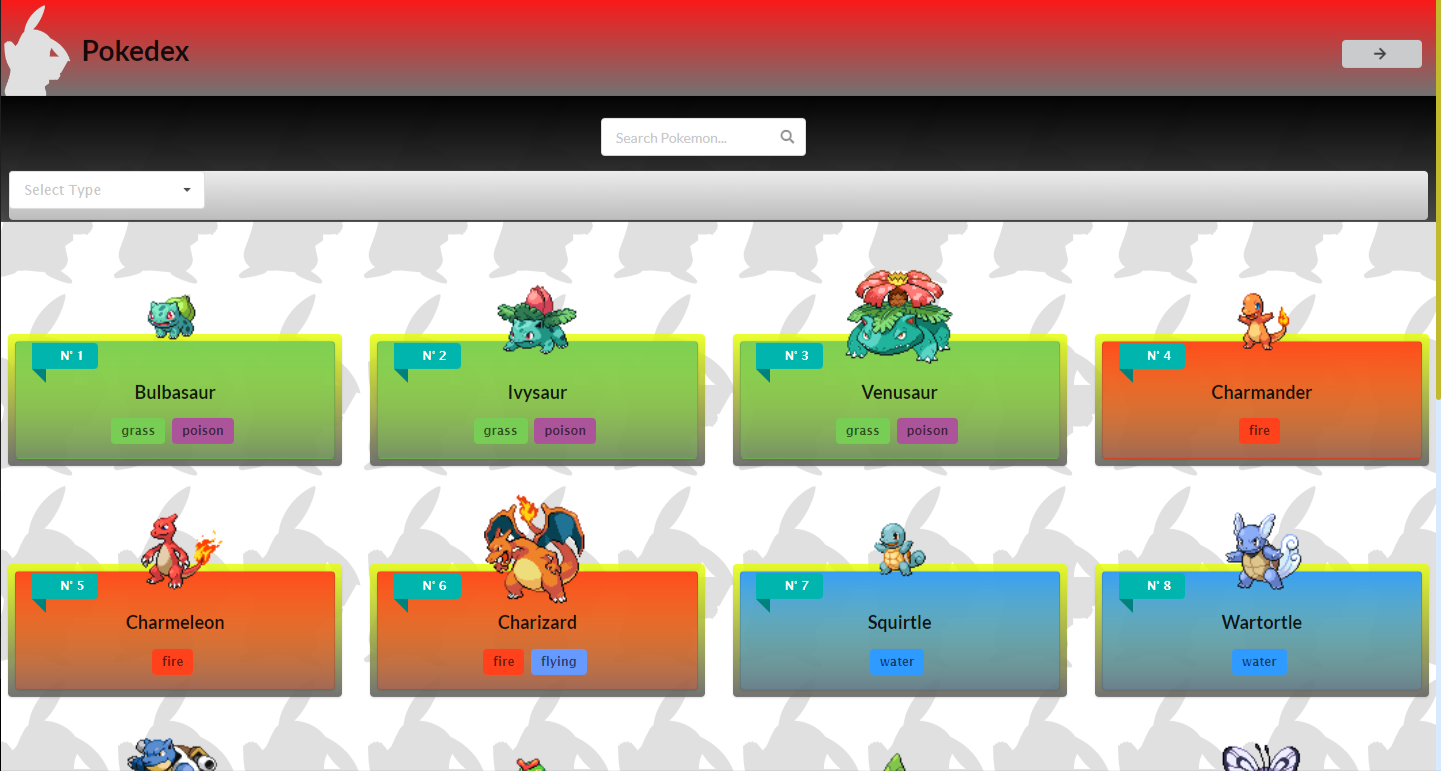 Pokedex
Search Pokemon...
Select Type
N° 1
N° 2
N° 3
N° 4
Bulbasaur
Ivysaur
Venusaur
Charmander
grass poison
grass poison
grass poison
fire
N° 5
N° 6
N° 7
N° 8
Charmeleon
Charizard
Squirtle
Wartortle
fire
fire flying
water
water